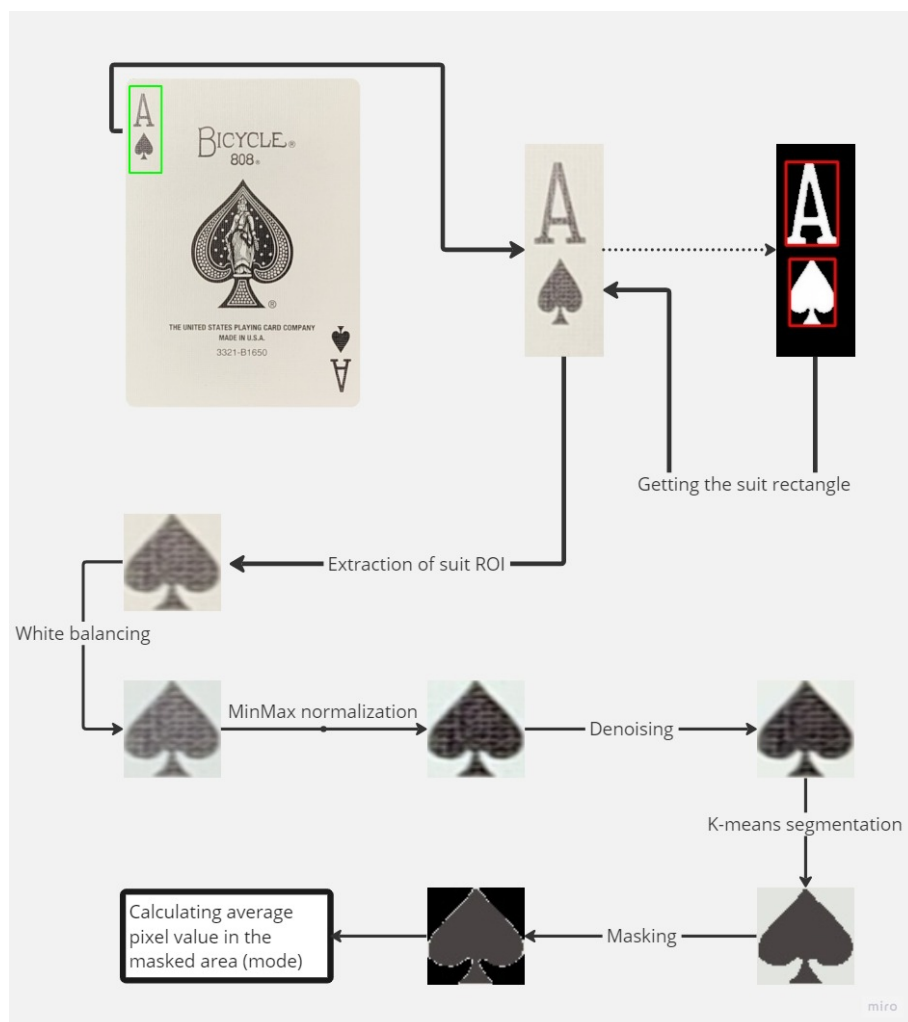 A
BICYCLE®
808®
®
THE UNITED STATES PLAYING CARD COMPANY
MADE IN U.S.A.
3321-B1650
A
A
A
Getting the suit rectangle
Extraction of suit ROI
White balancing
MinMax normalization
Denoising
K-means segmentation
Calculating average
pixel value in the
masked area (mode)
Masking
miro